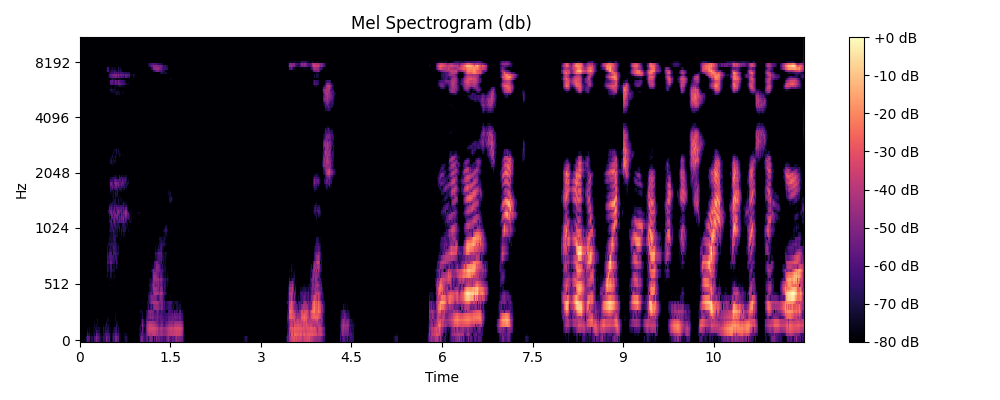 Mel Spectrogram (db)
8192
4096
2048
1024
512
0
Hz
0 1.5 3 4.5 6 7.5 9 10
Time
+0 dB
-10 dB
-20 dB
-30 dB
-40 dB
-50 dB
-60 dB
-70 dB
-80 dB